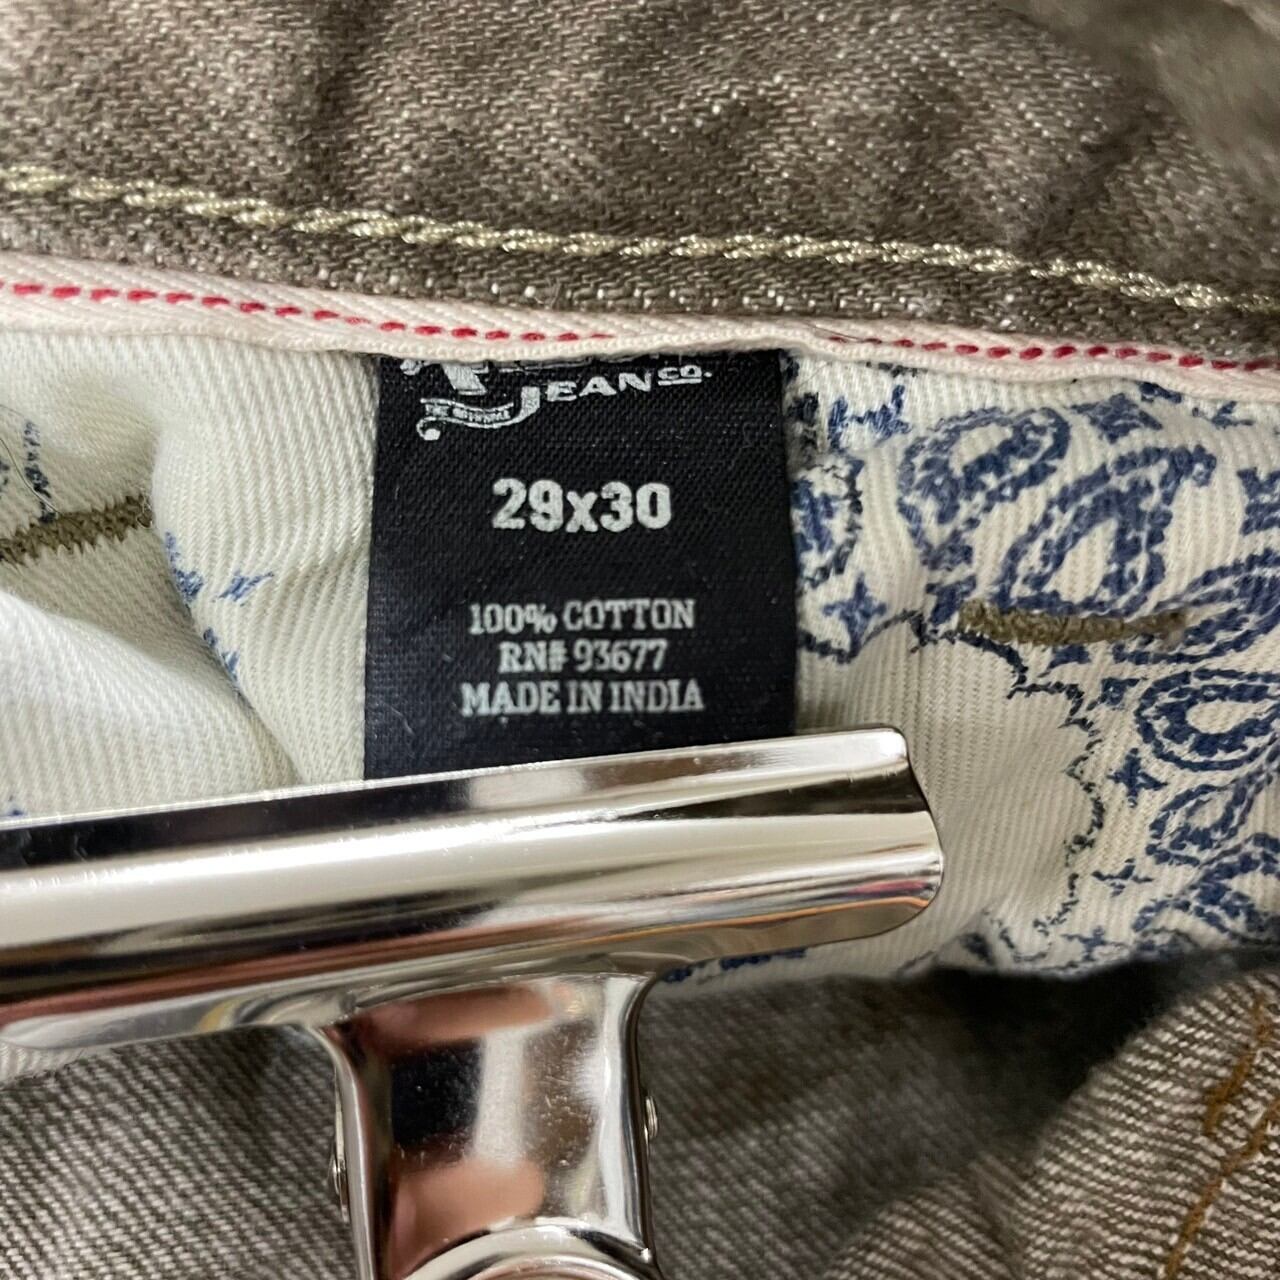 JEAN CO.
29x30
100% COTTON
RN# 93677
MADE IN INDIA